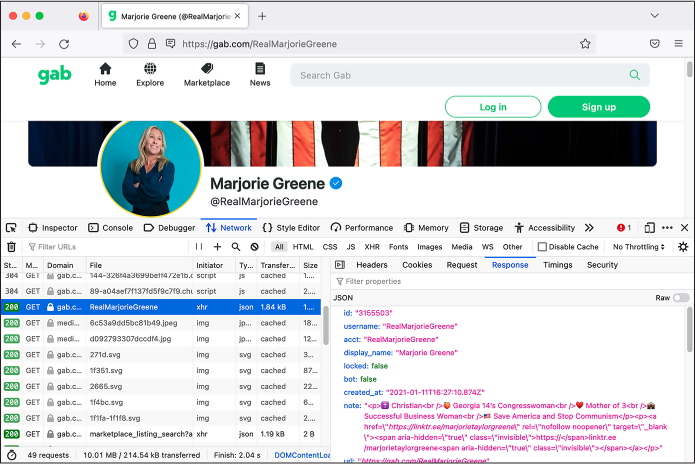 Marjorie Greene (@RealMarjorie
https://gab.com/RealMarjorieGreene
gab
Home
Explore
Marketplace
News
Search Gab
Log in
Sign up
Marjorie Greene
@RealMarjorieGreene
Inspector Console Debugger Network Style Editor Performance Memory Storage Accessibility 1
Filter URLs
All HTML CSS JS XHR Fonts Images Media WS Other Disable Cache No Throttling
St... M... Domain File Initiator Ty... Transfer... Size
Headers Cookies Request Response Timings Security
304 GET gab.c... 144-326f4a3699beff472e1b.c script js cached
304 GET gab.c... 89-a04aef7f137fd5f9c7f9.chu script js cached 2....
200 GET gab.c... RealMarjorieGreene xhr json 1.84 kB 1....
200 GET medi... 6c53a9dd5bc81b49.jpeg img jp... cached 18...
200 GET medi... d092793307dccdf4.jpg img jp... cached 12...
200 GET gab.c... 271d.svg img svg cached 3....
200 GET gab.c... 1f351.svg img svg cached 87...
200 GET gab.c... 2665.svg img svg cached 22...
200 GET gab.c... 1f4bc.svg img svg cached 6...
200 GET gab.c... 1f1fa-1f1f8.svg img svg cached 2....
200 GET gab.c... marketplace_listing_search?a xhr json 1.19 kB 2 B
49 requests 10.01 MB / 214.54 kB transferred Finish: 2.04 s DOMContentLoa
Filter properties
JSON
Raw
id: "3155503"
username: "RealMarjorieGreene"
acct: "RealMarjorieGreene"
display_name: "Marjorie Greene"
locked: false
bot: false
created_at: "2021-01-11T16:27:10.874Z"
note: "<p>✝️ Christian<br />🍑 Georgia 14's Congresswoman<br />♥️ Mother of 3<br />💼
Successful Business Woman<br />🇺🇸 Save America and Stop Communism!</p><p><a
href=\"https://linktr.ee/marjorietaylorgreene\" rel=\"nofollow noopener\" target=\"_blank
\"><span aria-hidden=\"true\" class=\"invisible\">https://</span>linktr.ee
/marjorietaylorgreene<span aria-hidden=\"true\" class=\"invisible\"></span></a></p>"
url: "https://gab.com/RealMarjorieGreene"